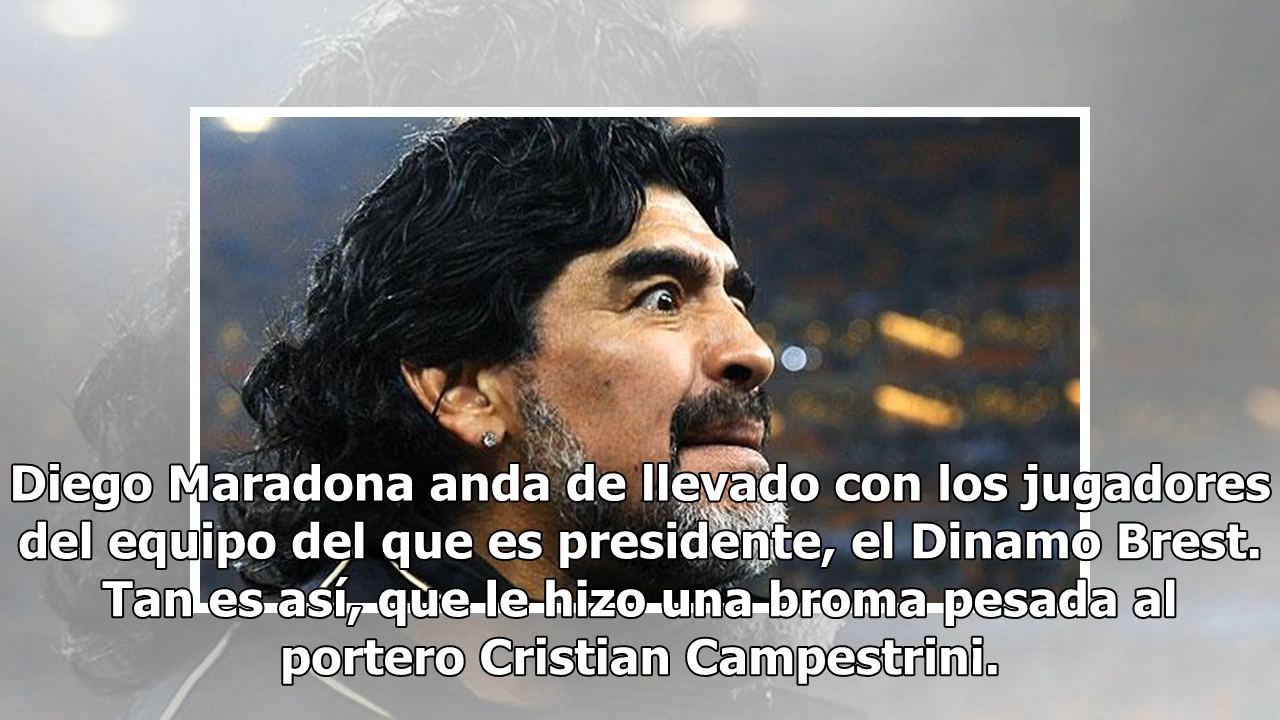 Diego Maradona anda de llevado con los jugadores
del equipo del que es presidente, el Dinamo Brest.
Tan es así, que le hizo una broma pesada al
portero Cristian Campestrini.